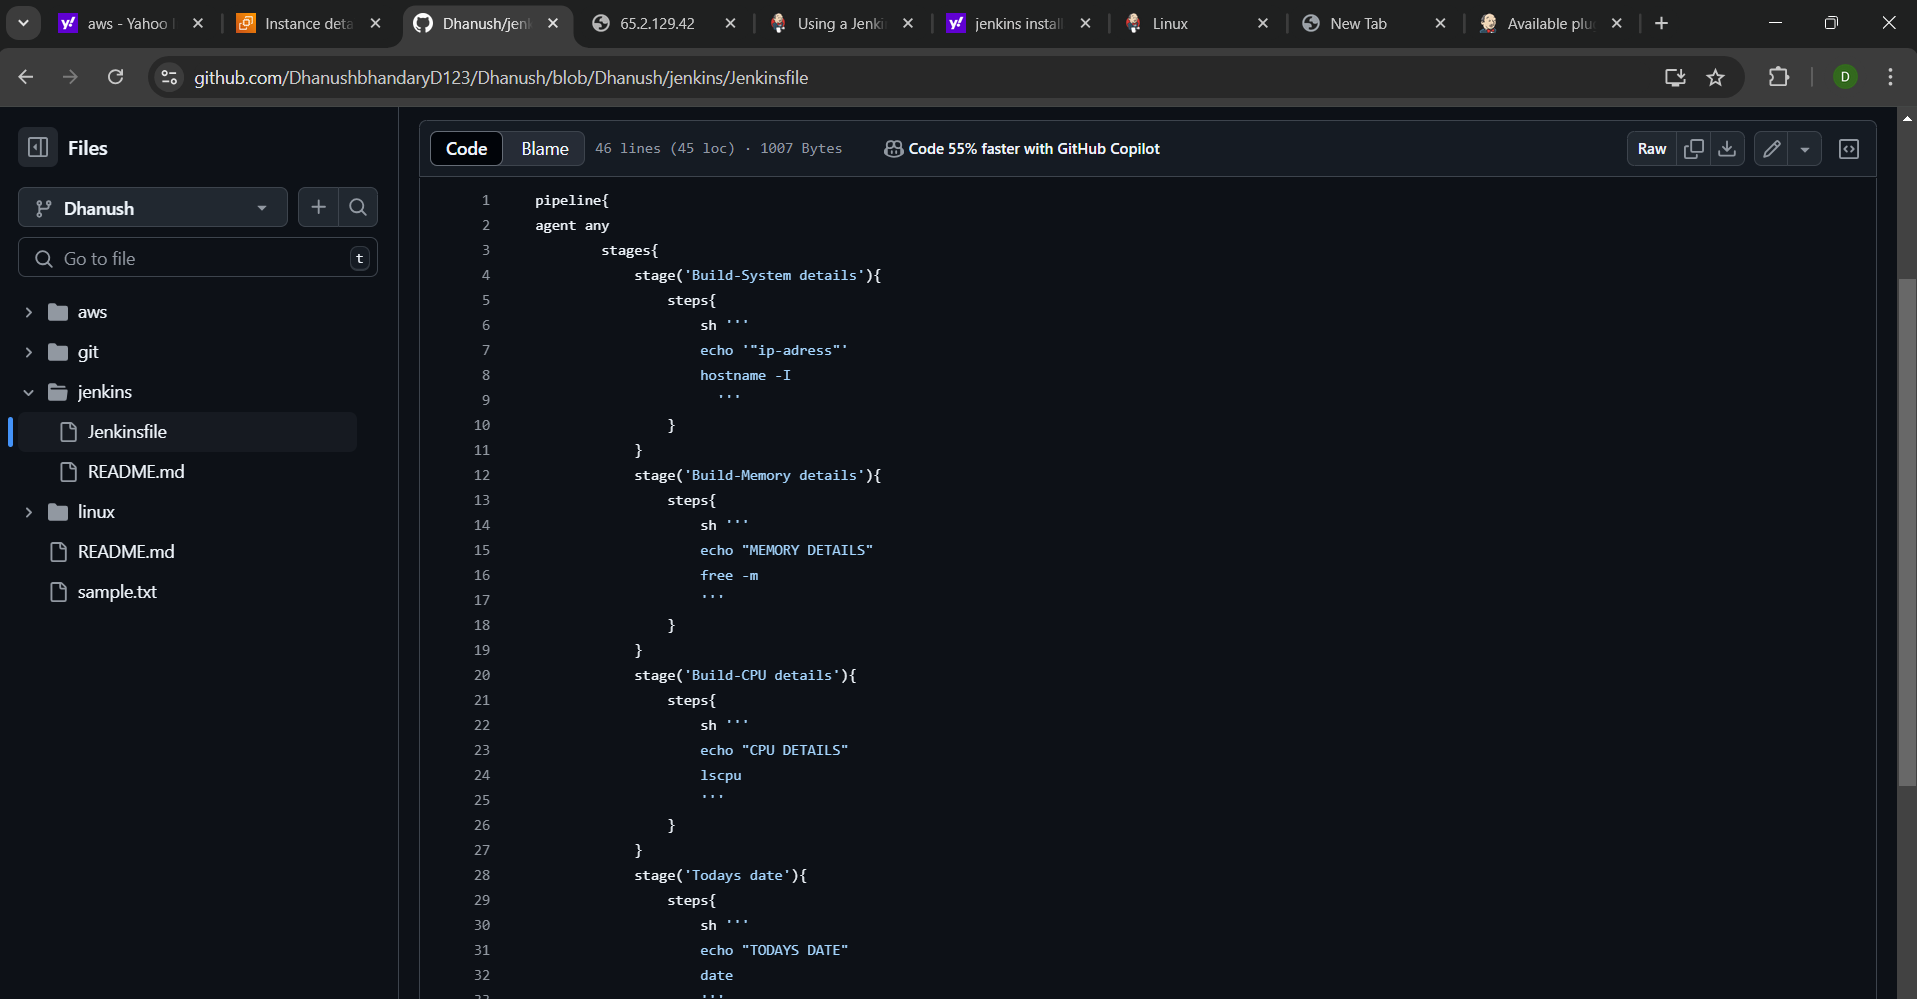 aws - Yahoo
Instance deta
Dhanush/jenk
65.2.129.42
Using a Jenki
jenkins install
Linux
New Tab
Available plu
github.com/DhanushbhandaryD123/Dhanush/blob/Dhanush/jenkins/Jenkinsfile
D
Files
Dhanush
Go to file
t
aws
git
jenkins
Jenkinsfile
README.md
linux
README.md
sample.txt
Code
Blame
46 lines (45 loc) · 1007 Bytes
Code 55% faster with GitHub Copilot
Raw
1 pipeline{
2 agent any
3 stages{
4 stage('Build-System details'){
5 steps{
6 sh '''
7 echo '"ip-adress"'
8 hostname -I
9 '''
10 }
11 }
12 stage('Build-Memory details'){
13 steps{
14 sh '''
15 echo "MEMORY DETAILS"
16 free -m
17 '''
18 }
19 }
20 stage('Build-CPU details'){
21 steps{
22 sh '''
23 echo "CPU DETAILS"
24 lscpu
25 '''
26 }
27 }
28 stage('Todays date'){
29 steps{
30 sh '''
31 echo "TODAYS DATE"
32 date
33 '''